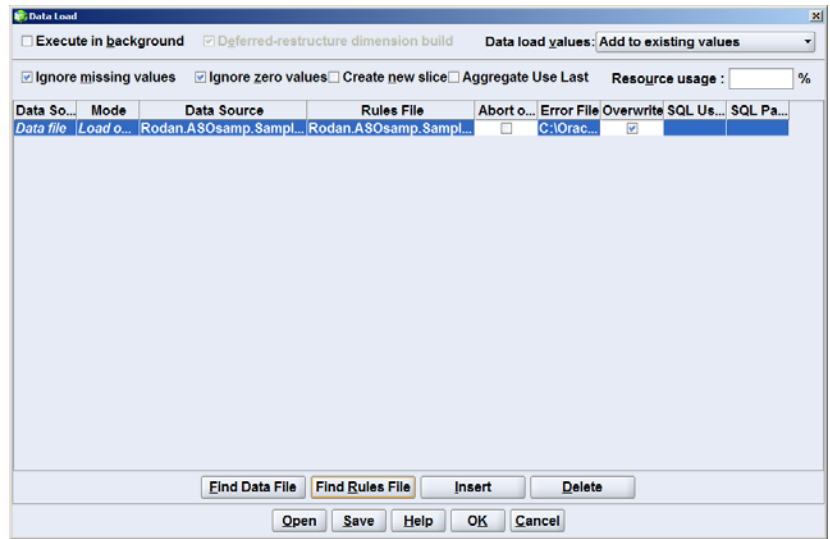 Data Load
Execute in background Deferred-restructure dimension build Data load values: Add to existing values
Ignore missing values Ignore zero values Create new slice Aggregate Use Last Resource usage : %
Data So... Mode Data Source Rules File Abort o... Error File Overwrite SQL Us... SQL Pa...
Data file Load o... Rodan.ASOsamp.Sampl... Rodan.ASOsamp.Sampl... C:\Orac...
Find Data File Find Rules File Insert Delete
Open Save Help OK Cancel